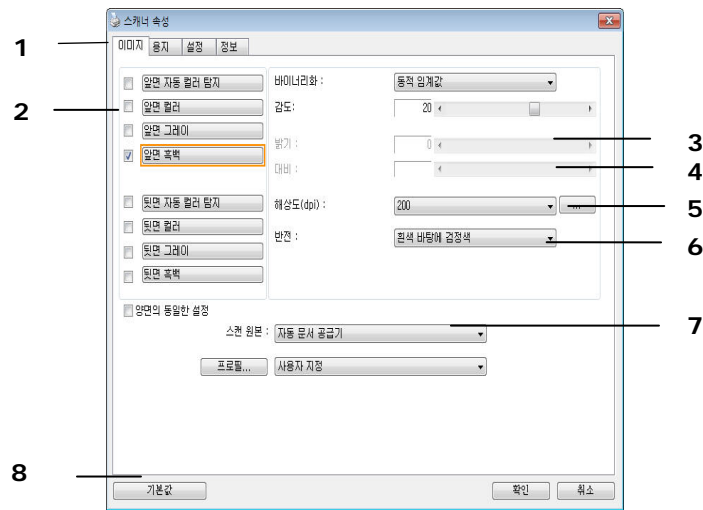 스캐너 속성
1
이미지 용지 설정 정보
앞면 자동 컬러 탐지 바이너리화 : 동적 임계값
2
앞면 컬러 감도: 20
앞면 그레이
밝기 : 0 3
앞면 흑백
대비 : 4
뒷면 자동 컬러 탐지 해상도(dpi) : 200 ... 5
뒷면 컬러
반전 : 흰색 바탕에 검정색 6
뒷면 그레이
뒷면 흑백
양면의 동일한 설정
스캔 원본 : 자동 문서 공급기 7
프로필... 사용자 지정
8
기본값 확인 취소